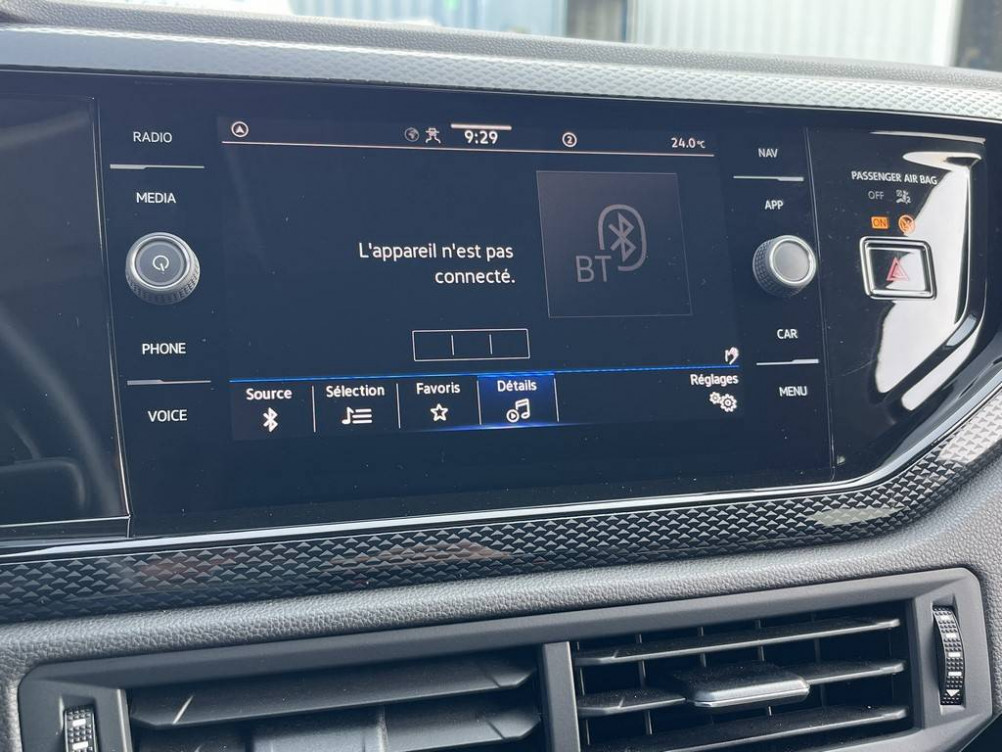 RADIO
MEDIA
PHONE
VOICE
9:29
2
24.0°C
L'appareil n'est pas
connecté.
BT
Source
Sélection
Favoris
Détails
Réglages
NAV
APP
CAR
MENU
PASSENGER AIR BAG
OFF
ON